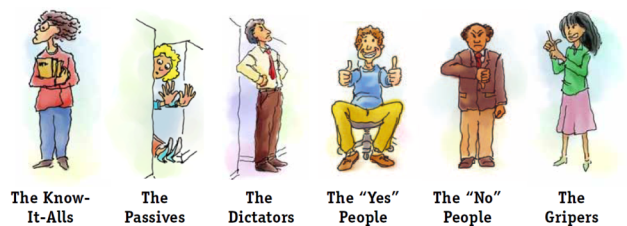 The Know-
It-Alls
The
Passives
The
Dictators
The “Yes”
People
The “No”
People
The
Gripers